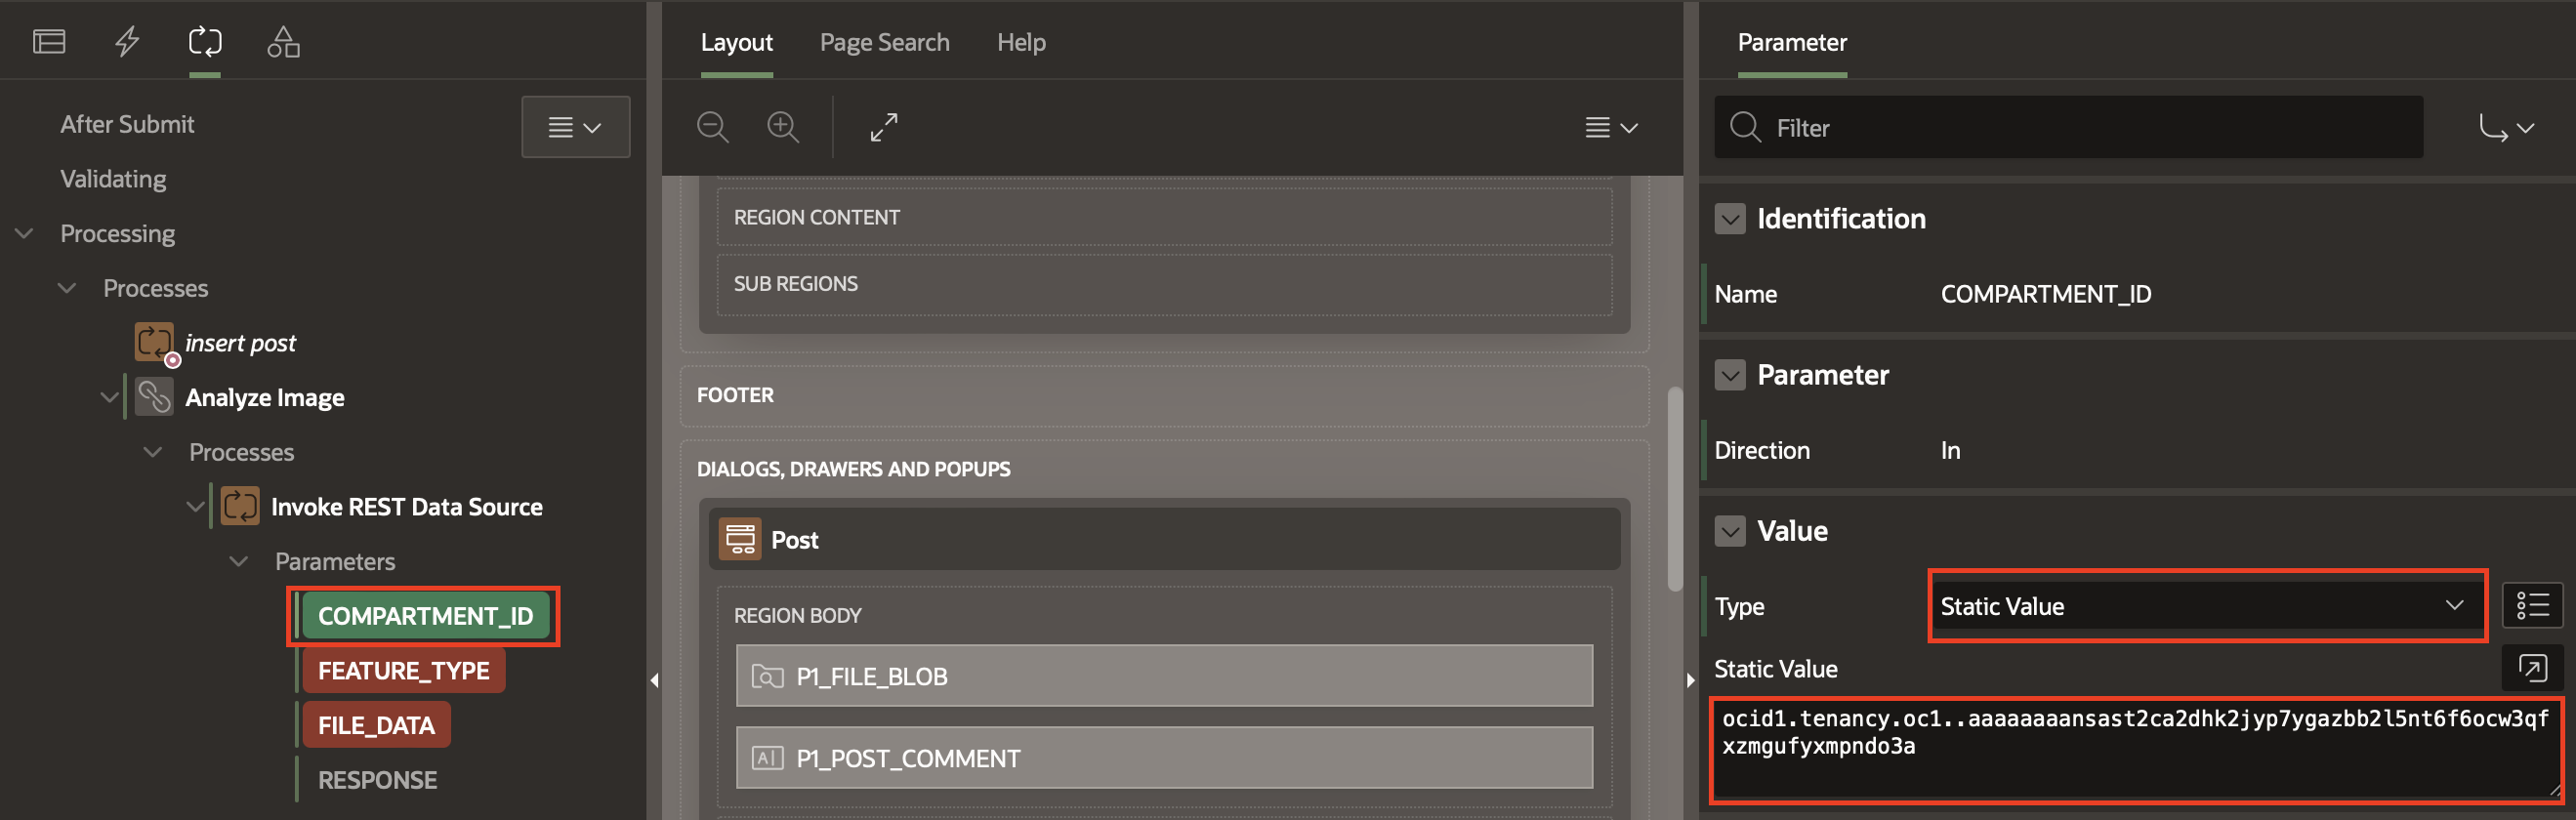 After Submit
Validating
Processing
Processes
insert post
Analyze Image
Processes
Invoke REST Data Source
Parameters
COMPARTMENT_ID
FEATURE_TYPE
FILE_DATA
RESPONSE
Layout
Page Search
Help
REGION CONTENT
SUB REGIONS
FOOTER
DIALOGS, DRAWERS AND POPUPS
Post
REGION BODY
P1_FILE_BLOB
A
P1_POST_COMMENT
Parameter
Filter
Identification
Name
COMPARTMENT_ID
Parameter
Direction
In
Value
Type
Static Value
Static Value
ocid1.tenancy.oc1..aaaaaaaansast2ca2dhk2jyp7ygazbb2l5nt6f6ocw3qf
xzmgufyxmpndo3a